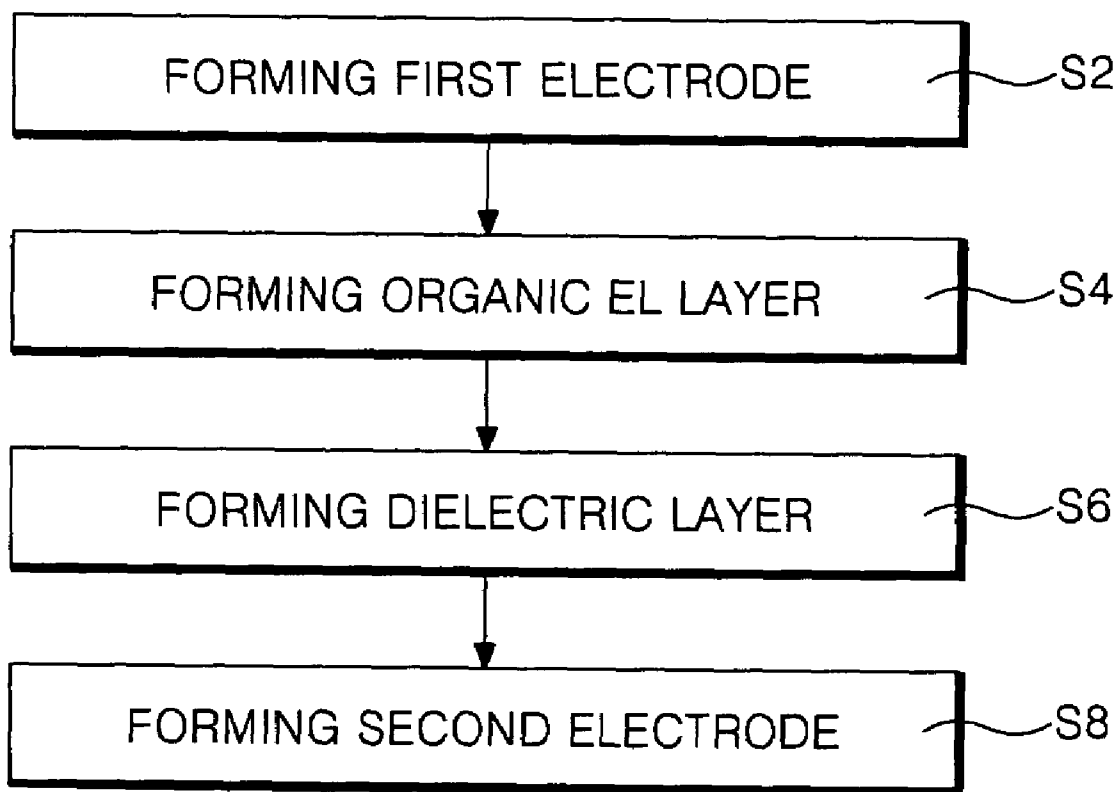 FORMING FIRST ELECTRODE S2
FORMING ORGANIC EL LAYER S4
FORMING DIELECTRIC LAYER S6
FORMING SECOND ELECTRODE S8